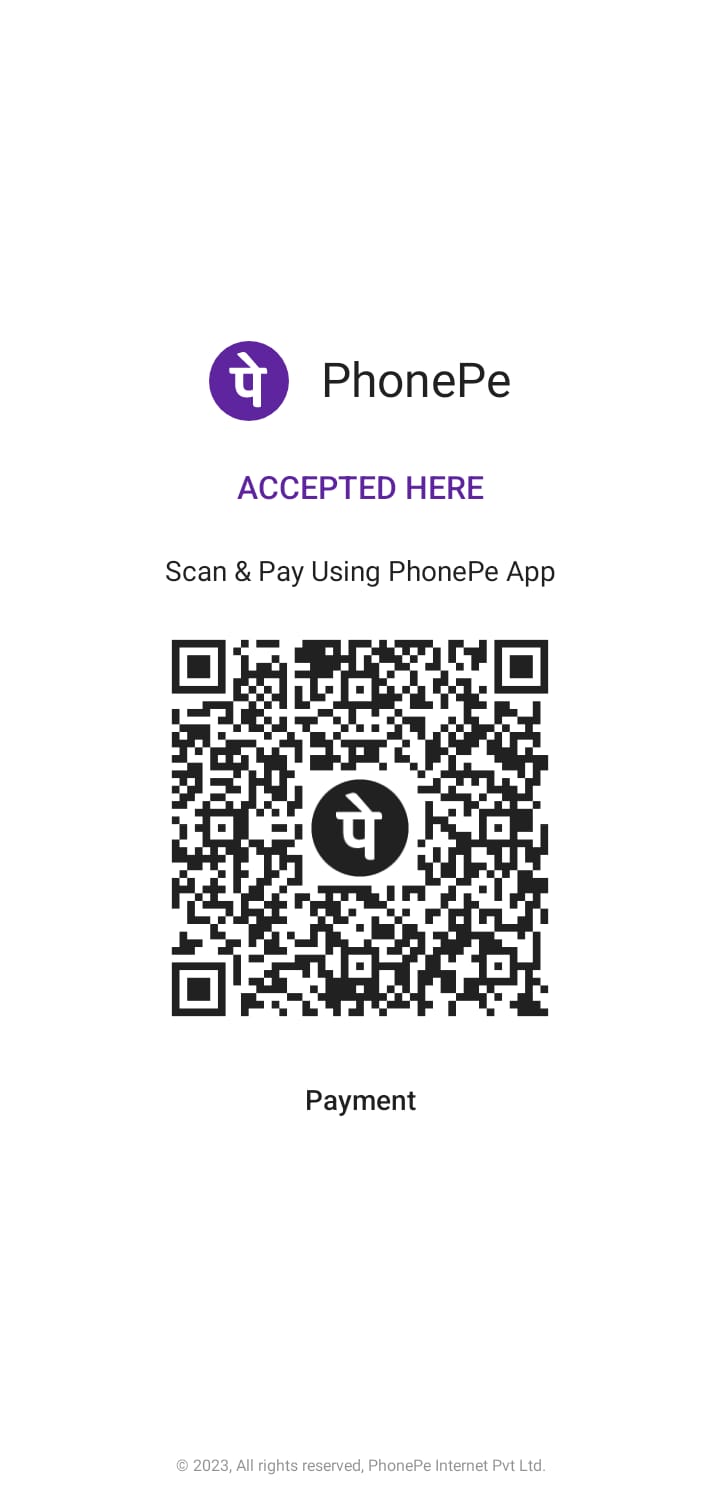 पे PhonePe
ACCEPTED HERE
Scan & Pay Using PhonePe App
पे
Payment
© 2023, All rights reserved, PhonePe Internet Pvt Ltd.